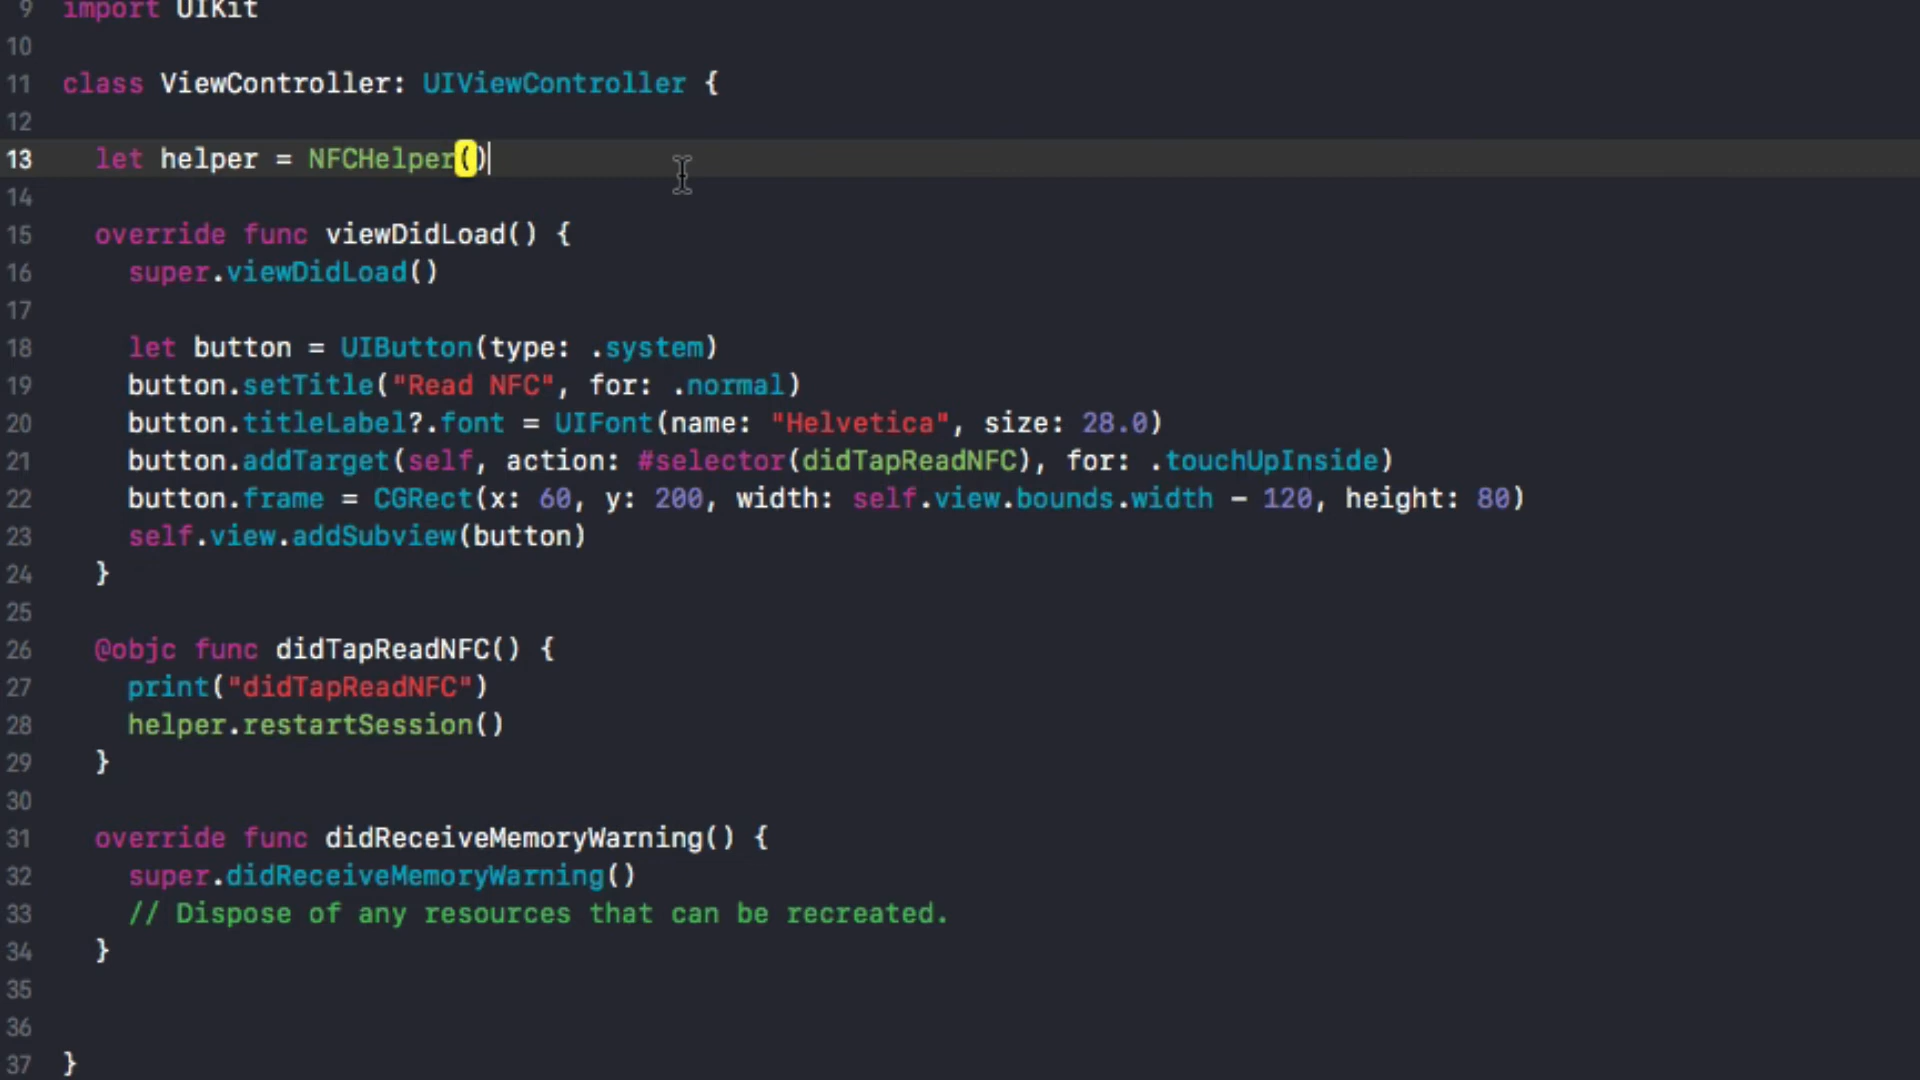 9 import UIKit
10
11 class ViewController: UIViewController {
12
13 let helper = NFCHelper()
14
15 override func viewDidLoad() {
16 super.viewDidLoad()
17
18 let button = UIButton(type: .system)
19 button.setTitle("Read NFC", for: .normal)
20 button.titleLabel?.font = UIFont(name: "Helvetica", size: 28.0)
21 button.addTarget(self, action: #selector(didTapReadNFC), for: .touchUpInside)
22 button.frame = CGRect(x: 60, y: 200, width: self.view.bounds.width - 120, height: 80)
23 self.view.addSubview(button)
24 }
25
26 @objc func didTapReadNFC() {
27 print("didTapReadNFC")
28 helper.restartSession()
29 }
30
31 override func didReceiveMemoryWarning() {
32 super.didReceiveMemoryWarning()
33 // Dispose of any resources that can be recreated.
34 }
35
36
37 }